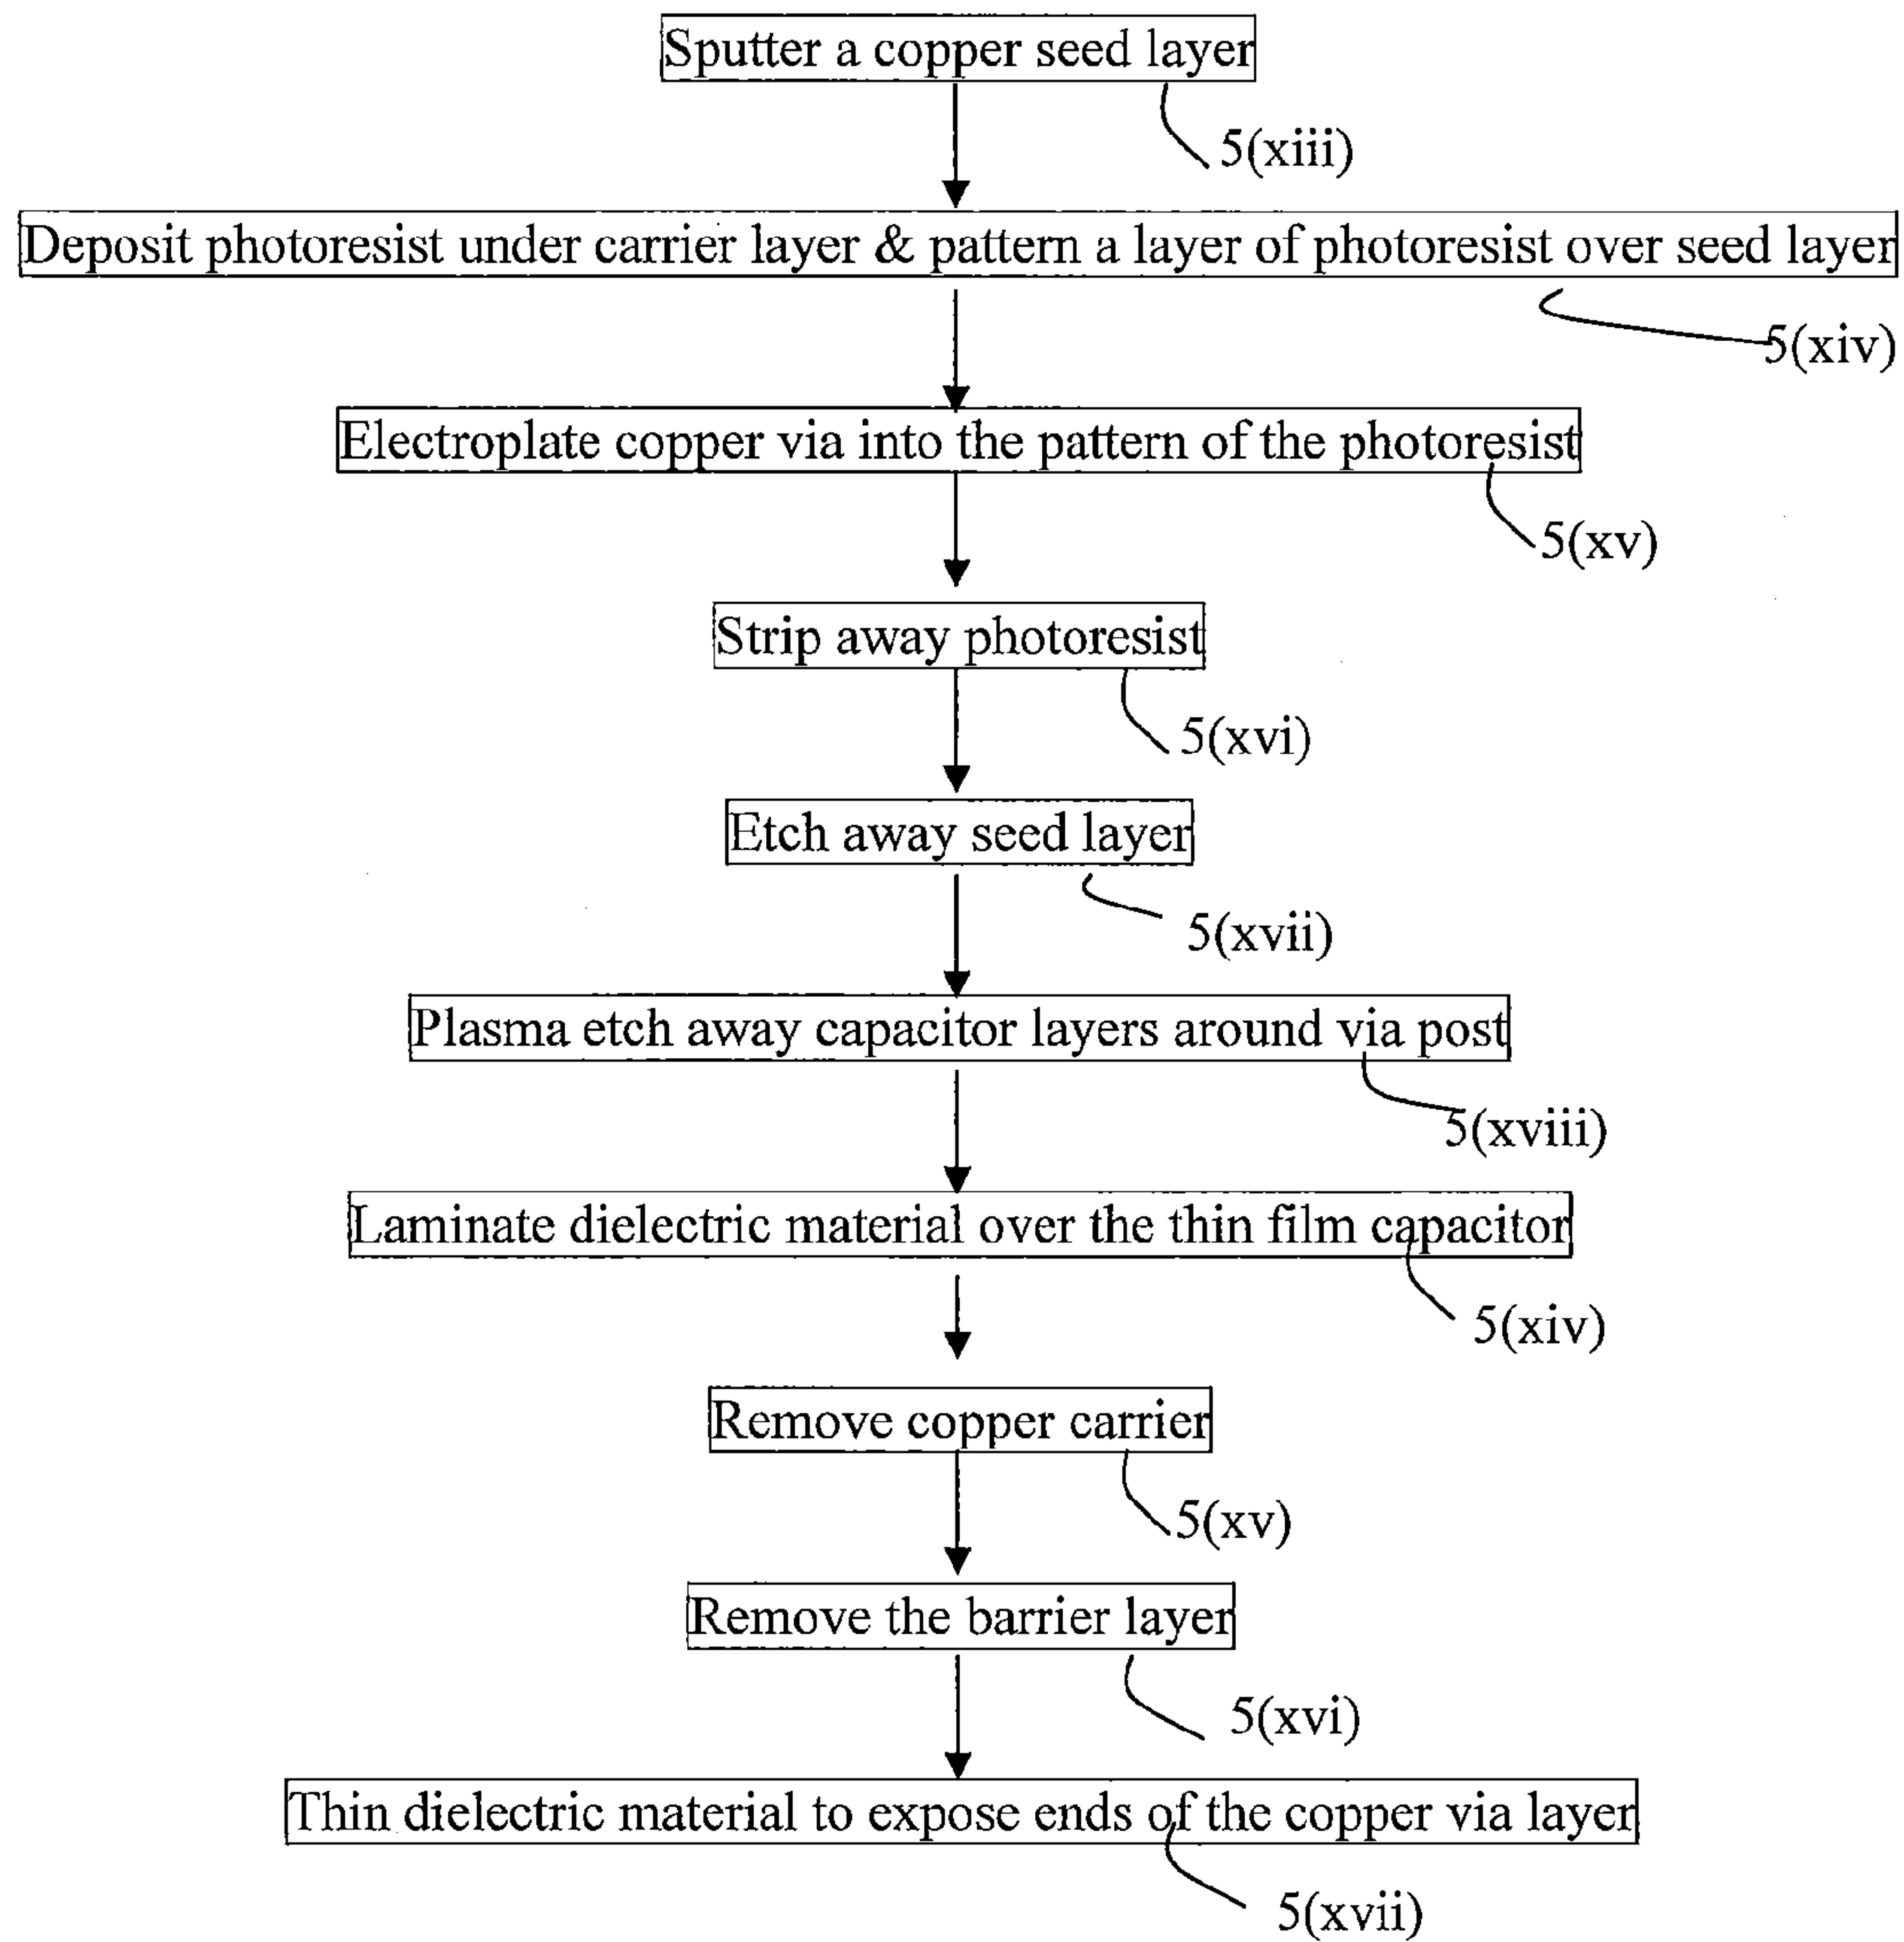 Sputter a copper seed layer
5(xiii)
Deposit photoresist under carrier layer & pattern a layer of photoresist over seed layer
5(xiv)
Electroplate copper via into the pattern of the photoresist
5(xv)
Strip away photoresist
5(xvi)
Etch away seed layer
5(xvii)
Plasma etch away capacitor layers around via post
5(xviii)
Laminate dielectric material over the thin film capacitor
5(xiv)
Remove copper carrier
5(xv)
Remove the barrier layer
5(xvi)
Thin dielectric material to expose ends of the copper via layer
5(xvii)